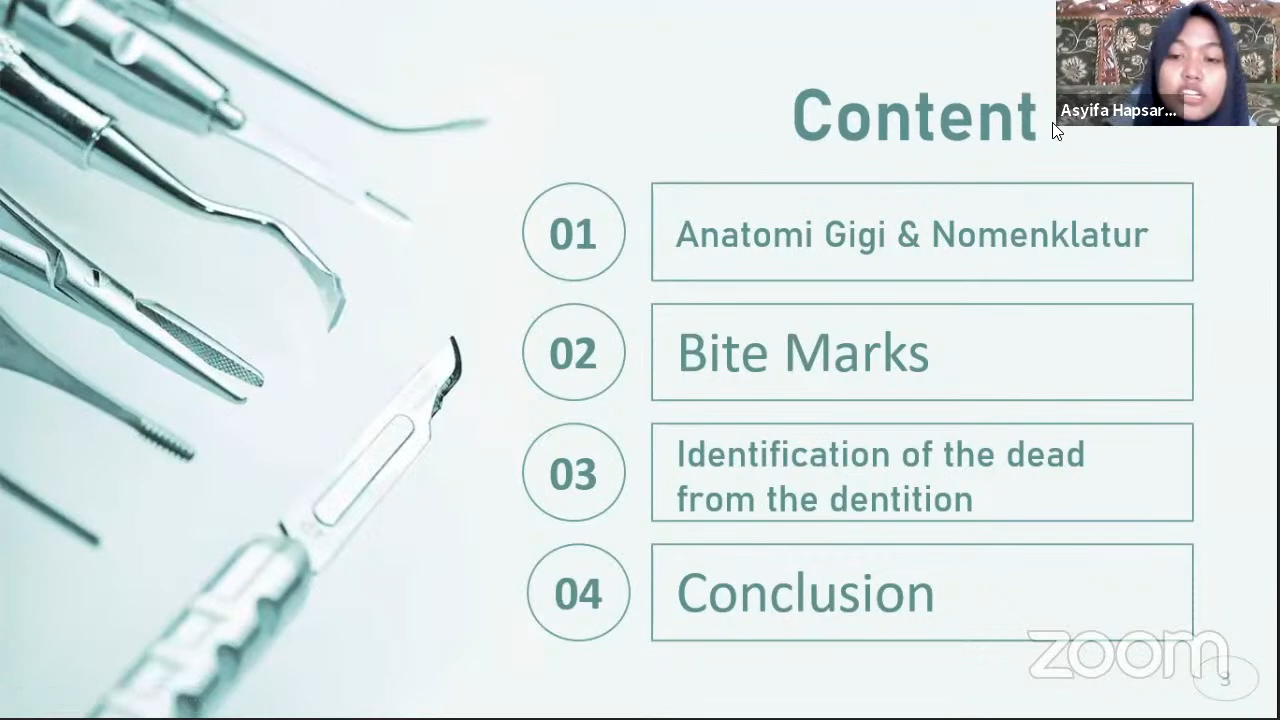 Content
Asyifa Hapsar...
01
Anatomi Gigi & Nomenklatur
02
Bite Marks
03
Identification of the dead
from the dentition
04
Conclusion
zoom
3